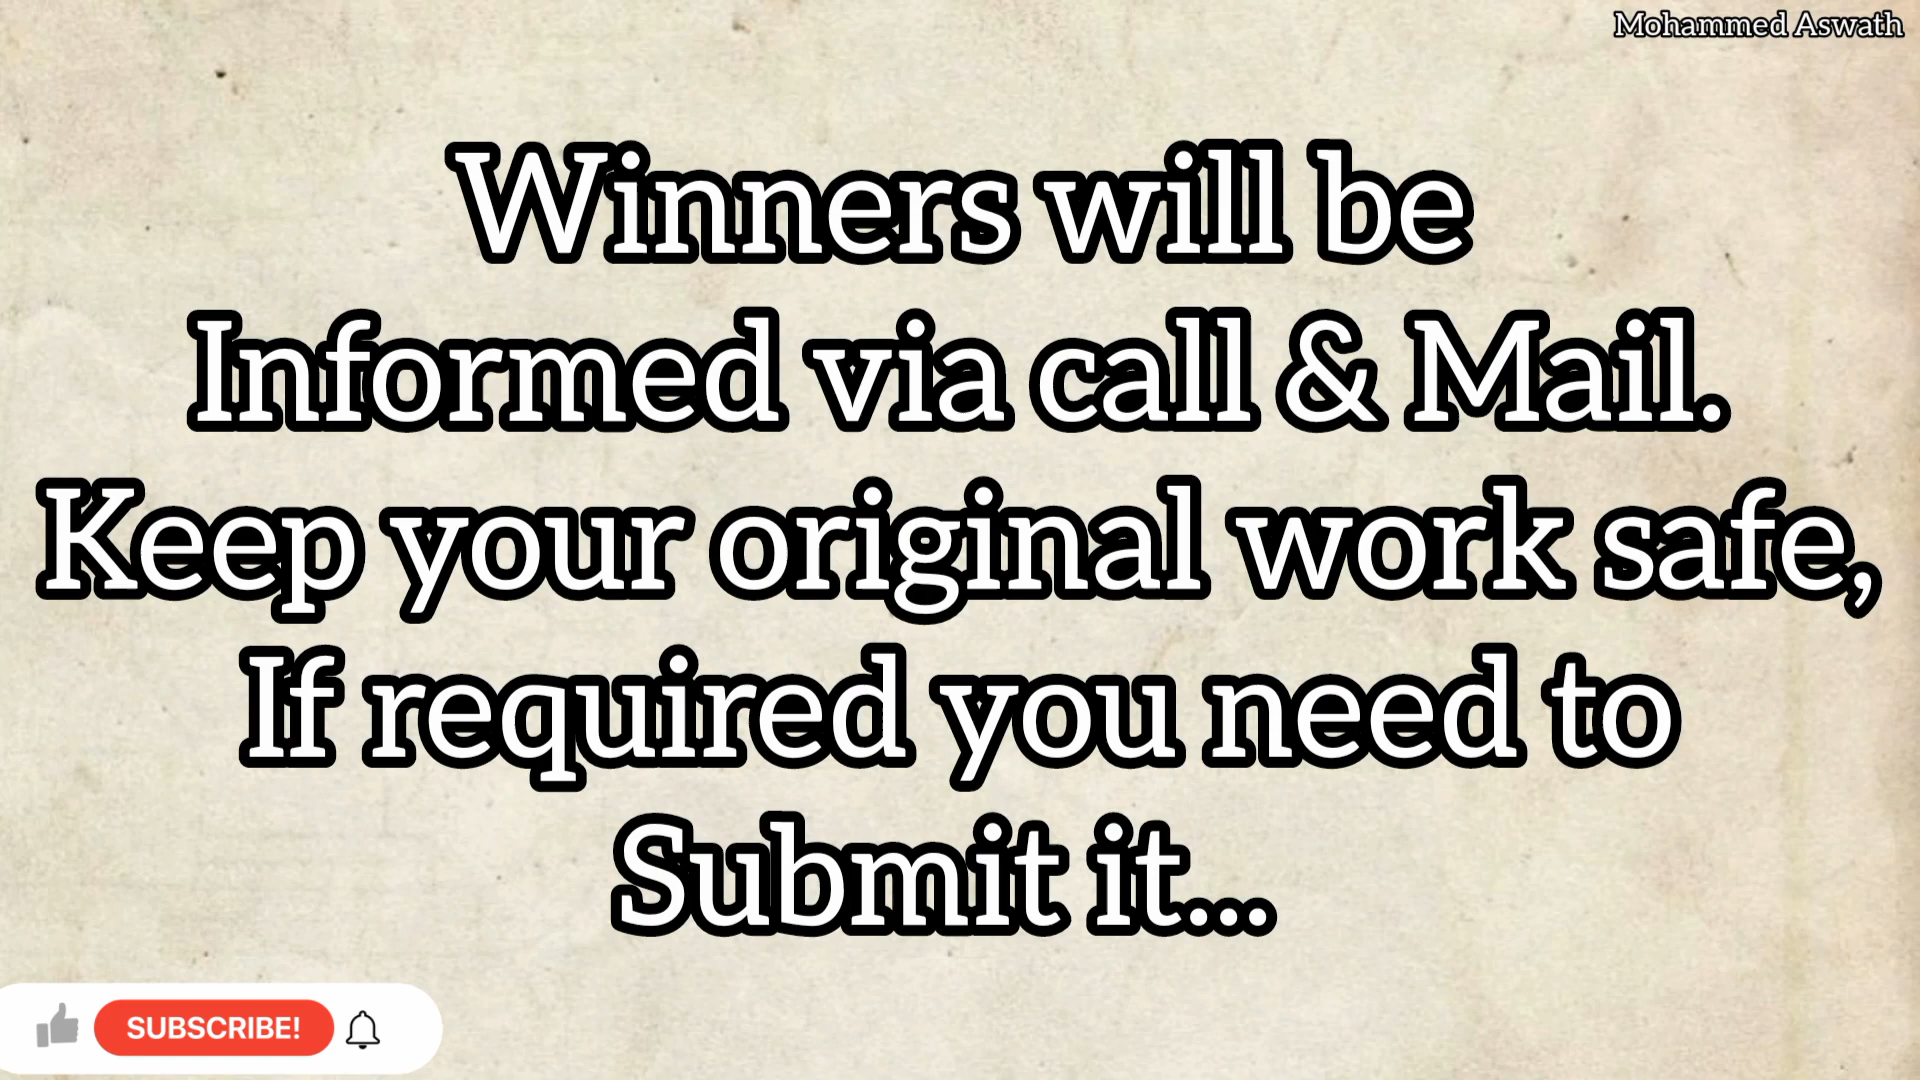 Mohammed Aswath
Winners will be
Informed via call & Mail.
Keep your original work safe,
If required you need to
Submit it...
SUBSCRIBE!